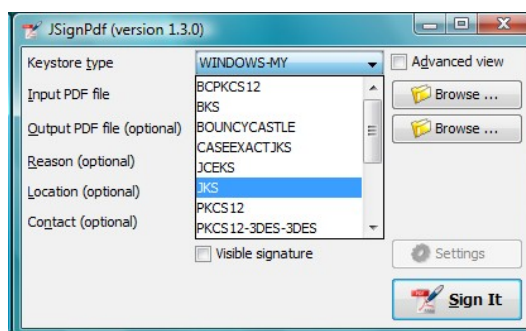 JSignPdf (version 1.3.0)
Keystore type
WINDOWS-MY
Advanced view
BCPKCS12
BKS
BOUNCYCASTLE
CASEEXACTJKS
JCEKS
JKS
PKCS12
PKCS12-3DES-3DES
Input PDF file
Browse ...
Output PDF file (optional)
Browse ...
Reason (optional)
Location (optional)
Contact (optional)
Visible signature
Settings
Sign It